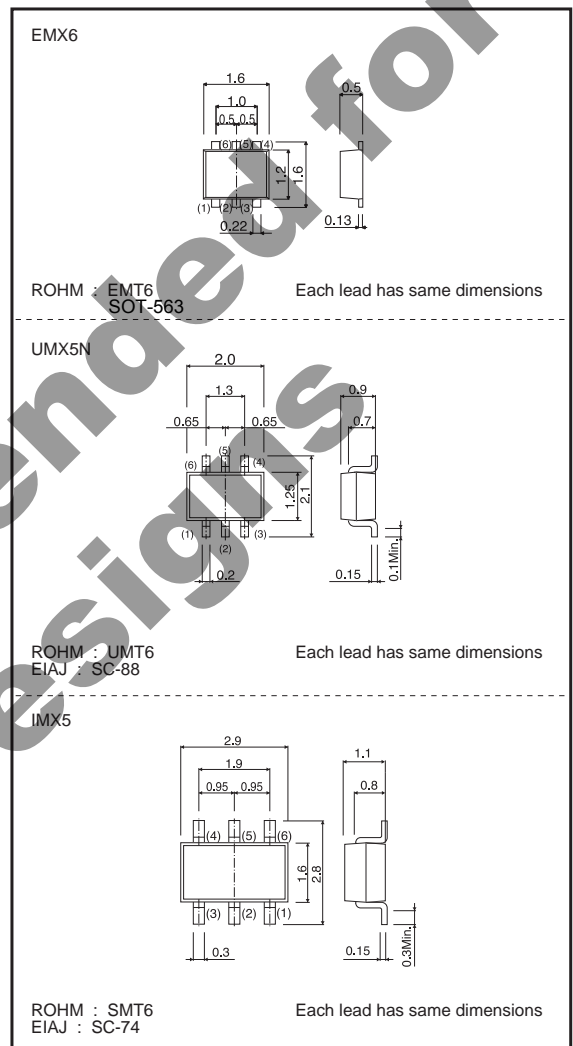 EMX6
1.6
1.0
0.5 0.5
0.5
(6) (5) (4)
1.2
1.6
(1) (2) (3)
0.22
0.13
ROHM : EMT6
SOT-563
Each lead has same dimensions
UMX5N
2.0
1.3
0.65
0.65
0.9
0.7
(6)
(5)
(4)
1.25
2.1
(1)
(2)
(3)
0.2
0.15
0.1Min.
ROHM : UMT6
EIAJ : SC-88
Each lead has same dimensions
IMX5
2.9
1.9
0.95 0.95
1.1
0.8
(4) (5) (6)
1.6
2.8
(3) (2) (1)
0.3
0.15
0.3Min.
ROHM : SMT6
EIAJ : SC-74
Each lead has same dimensions
ended for
esigns